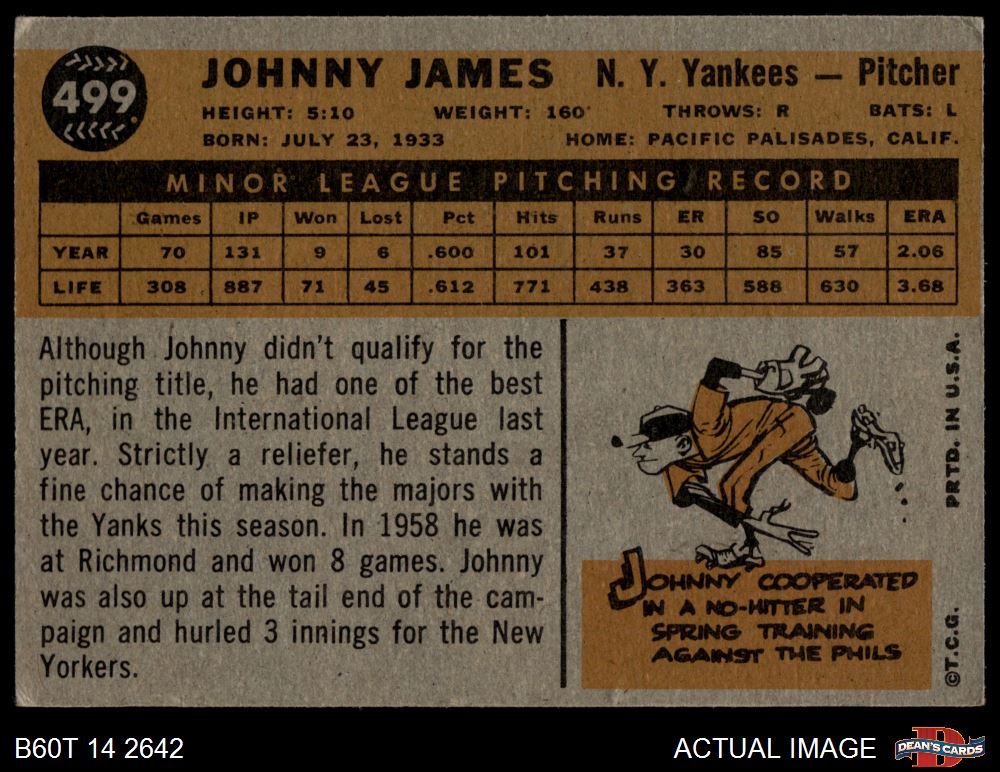 499
JOHNNY JAMES N. Y. Yankees — Pitcher
HEIGHT: 5:10 WEIGHT: 160 THROWS: R BATS: L
BORN: JULY 23, 1933 HOME: PACIFIC PALISADES, CALIF.
MINOR LEAGUE PITCHING RECORD
Games IP Won Lost Pct Hits Runs ER SO Walks ERA
YEAR 70 131 9 6 .600 101 37 30 85 57 2.06
LIFE 308 887 71 45 .612 771 438 363 588 630 3.68
Although Johnny didn't qualify for the
pitching title, he had one of the best
ERA, in the International League last
year. Strictly a reliefer, he stands a
fine chance of making the majors with
the Yanks this season. In 1958 he was
at Richmond and won 8 games. Johnny
was also up at the tail end of the cam-
paign and hurled 3 innings for the New
Yorkers.
JOHNNY COOPERATED
IN A NO-HITTER IN
SPRING TRAINING
AGAINST THE PHILS
©T.C.G. PRTD. IN U.S.A.
B60T 14 2642
ACTUAL IMAGE
D
DEAN'S CARDS